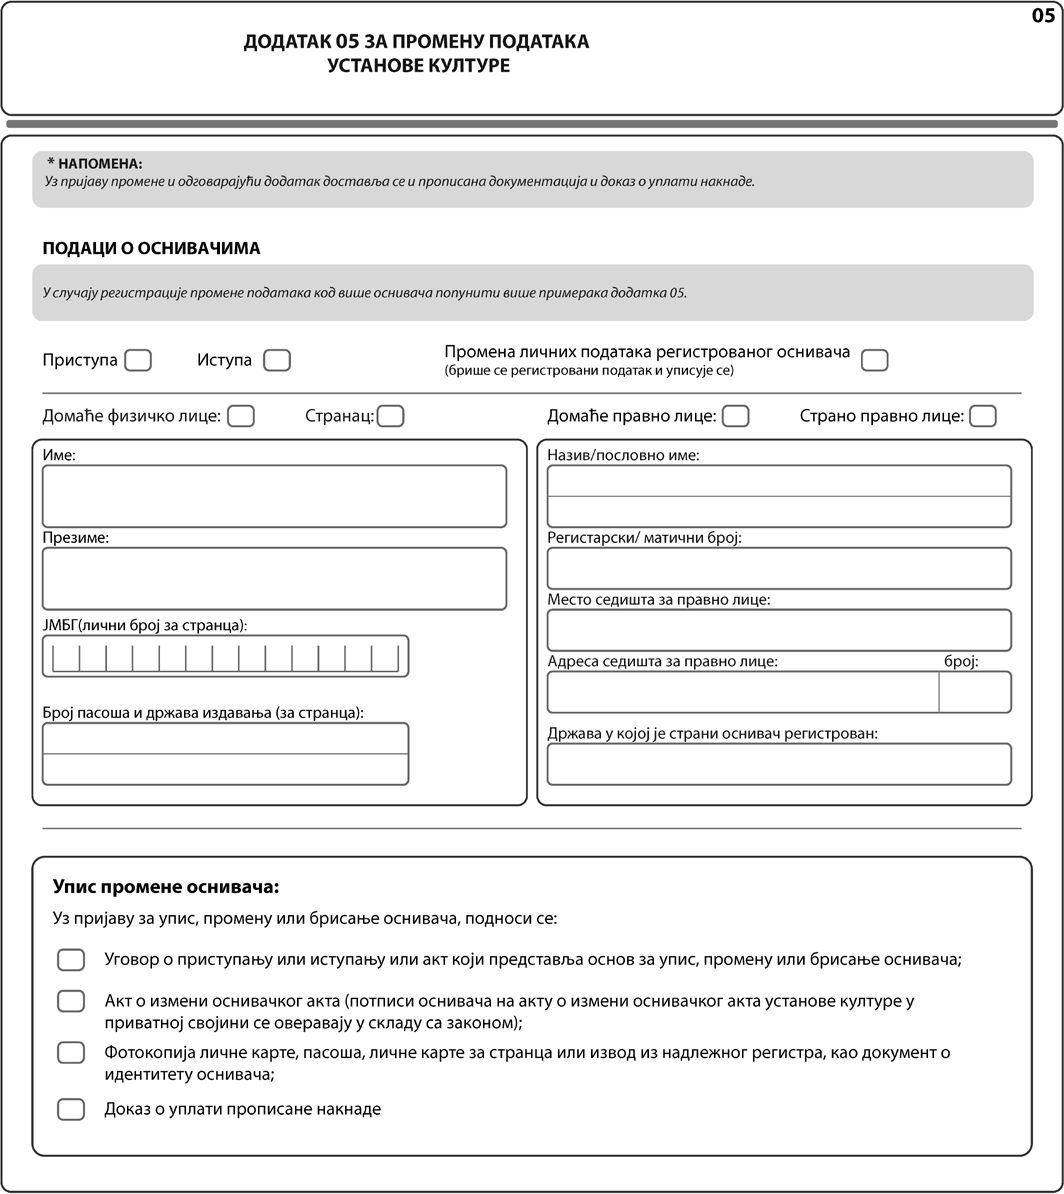 05
ДОДАТАК 05 ЗА ПРОМЕНУ ПОДАТАКА
УСТАНОВЕ КУЛТУРЕ
* НАПОМЕНА:
Уз пријаву промене и одговарајући додатак доставља се и прописана документација и доказ о уплати накнаде.
ПОДАЦИ О ОСНИВАЧИМА
У случају регистрације промене података код више оснивача попунити више примерака додатка 05.
Приступа Иступа Промена личних података регистрованог оснивача
(брише се регистровани податак и уписује се)
Домаће физичко лице: Странац: Домаће правно лице: Страно правно лице:
Име:
Презиме:
ЈМБГ(лични број за странца):
Број пасоша и држава издавања (за странца):
Назив/пословно име:
Регистарски/ матични број:
Место седишта за правно лице:
Адреса седишта за правно лице: број:
Држава у којој је страни оснивач регистрован:
Упис промене оснивача:
Уз пријаву за упис, промену или брисање оснивача, подноси се:
Уговор о приступању или иступању или акт који представља основ за упис, промену или брисање оснивача;
Акт о измени оснивачког акта (потписи оснивача на акту о измени оснивачког акта установе културе у
приватној својини се оверавају у складу са законом);
Фотокопија личне карте, пасоша, личне карте за странца или извод из надлежног регистра, као документ о
идентитету оснивача;
Доказ о уплати прописане накнаде